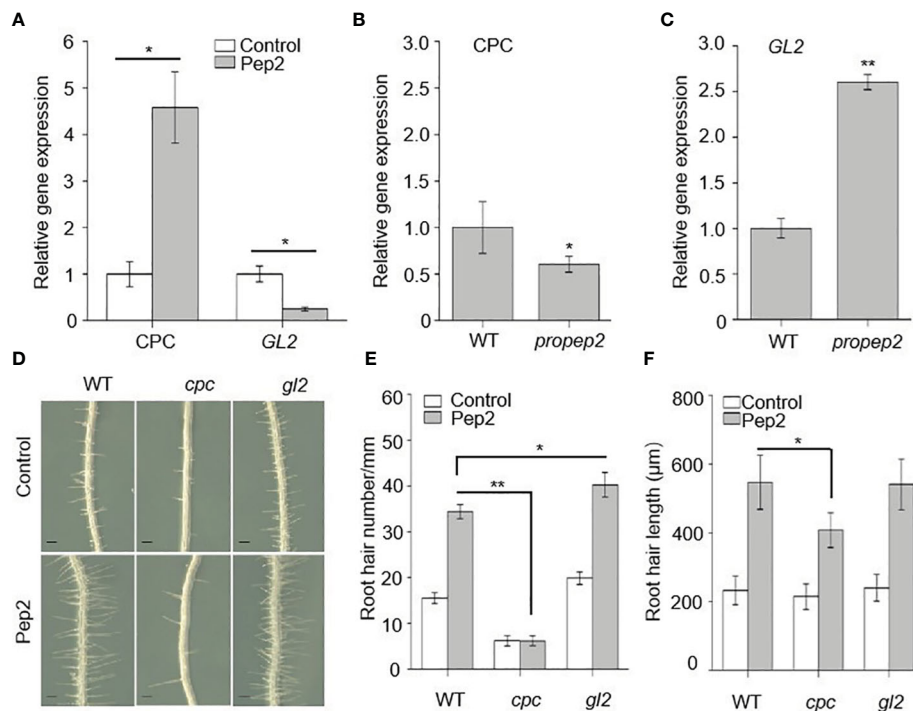 A
Relative gene expression
6
5
4
3
2
1
0
*
*
Control
Pep2
CPC
GL2
B
Relative gene expression
3.0
2.5
2.0
1.5
1.0
0.5
0.0
CPC
*
WT
propep2
C
Relative gene expression
3.0
2.5
2.0
1.5
1.0
0.5
0
GL2
**
WT
propep2
D
WT
cpc
gl2
Control
Pep2
E
Root hair number/mm
60
50
40
30
20
10
0
Control
Pep2
*
**
WT
cpc
gl2
F
Root hair length (μm)
800
600
400
200
0
Control
Pep2
*
WT
cpc
gl2